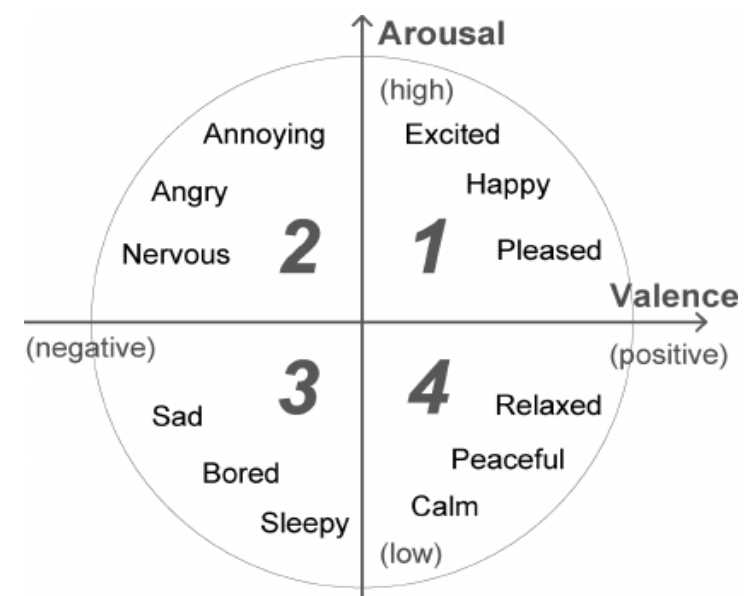 Arousal
(high)
Annoying Excited
Angry Happy
Nervous 2 1 Pleased
Valence
(negative) (positive)
3 4
Sad Relaxed
Bored Peaceful
Sleepy Calm
(low)